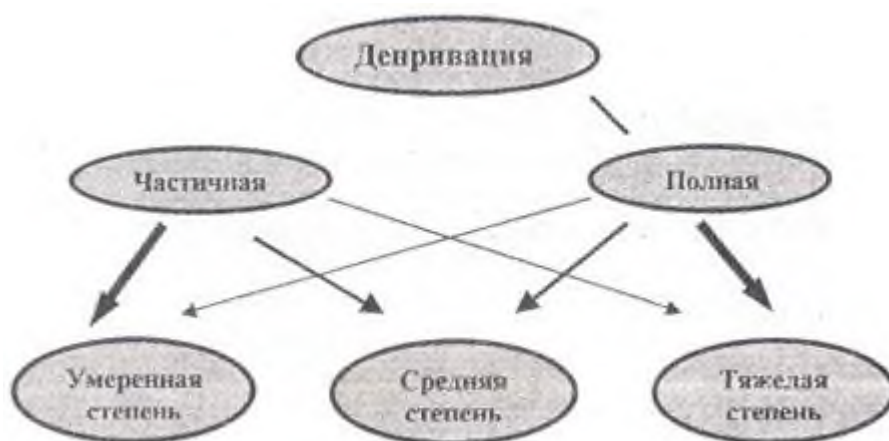 Депривация
Частичная
Полная
Умеренная
степень
Средняя
степень
Тяжелая
степень